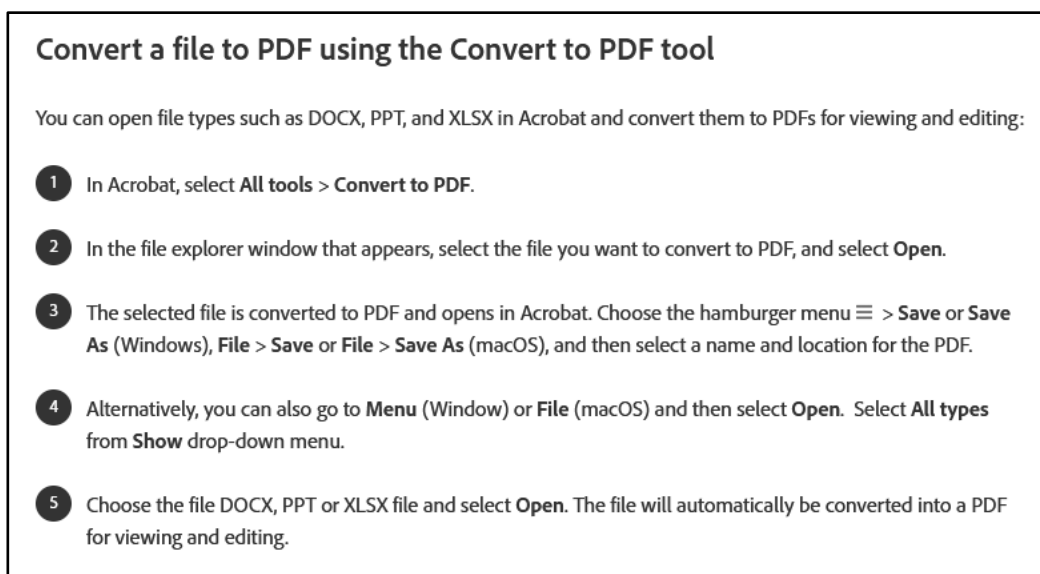 Convert a file to PDF using the Convert to PDF tool
You can open file types such as DOCX, PPT, and XLSX in Acrobat and convert them to PDFs for viewing and editing:
1 In Acrobat, select All tools > Convert to PDF.
2 In the file explorer window that appears, select the file you want to convert to PDF, and select Open.
3 The selected file is converted to PDF and opens in Acrobat. Choose the hamburger menu ☰ > Save or Save
As (Windows), File > Save or File > Save As (macOS), and then select a name and location for the PDF.
4 Alternatively, you can also go to Menu (Window) or File (macOS) and then select Open. Select All types
from Show drop-down menu.
5 Choose the file DOCX, PPT or XLSX file and select Open. The file will automatically be converted into a PDF
for viewing and editing.